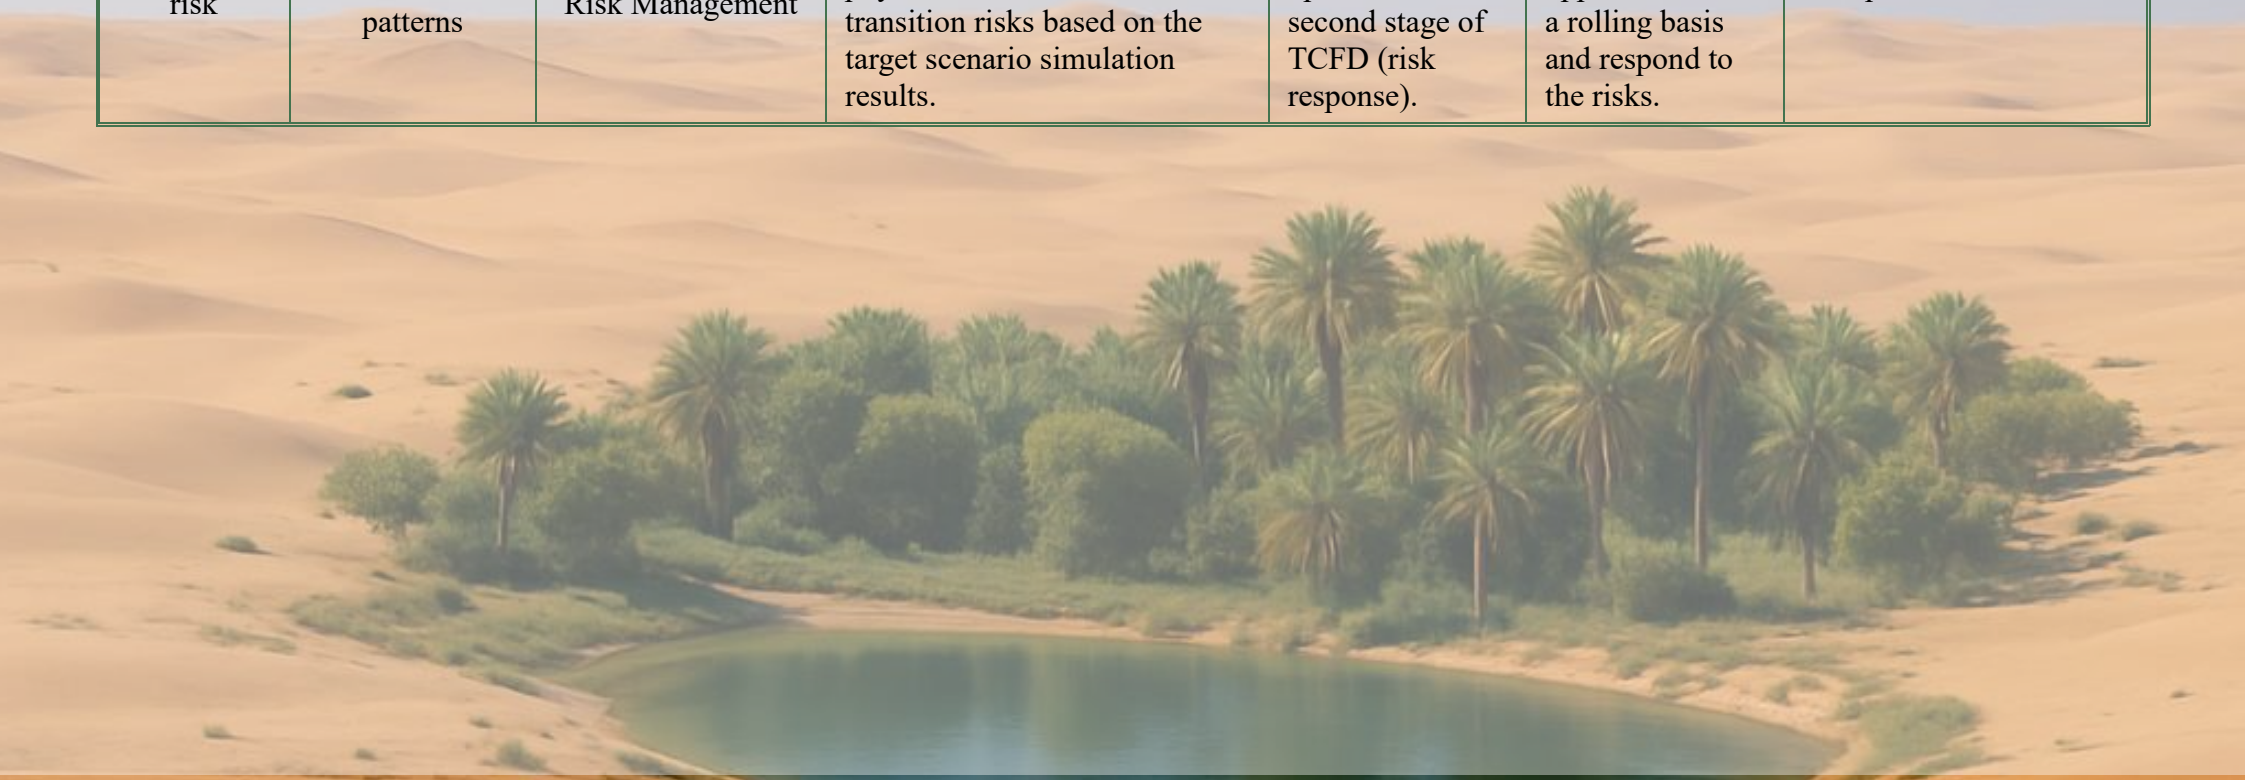 risk
patterns
Risk Management
transition risks based on the
target scenario simulation
results.
second stage of
TCFD (risk
response).
a rolling basis
and respond to
the risks.